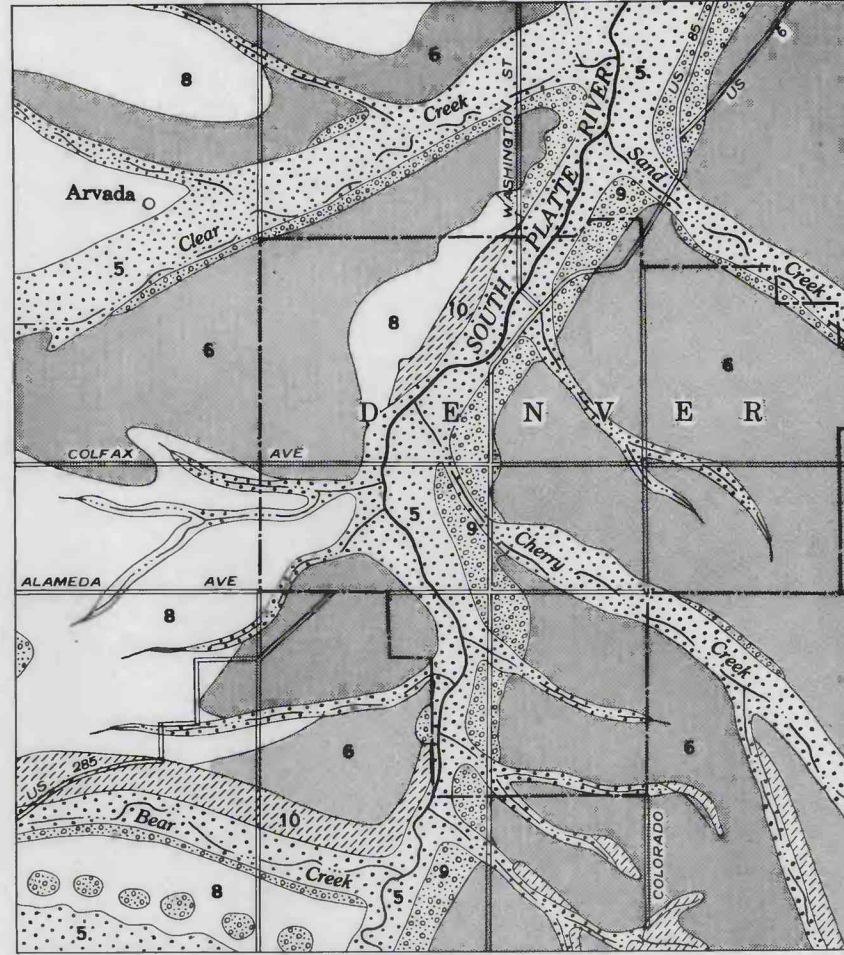 8
6
WASHINGTON ST
5
US 85
US 6
Creek
SOUTH PLATTE RIVER
Sand
Arvada
9
Clear
5
Creek
10
8
6
6
DENVER
COLFAX AVE
5
9
Cherry
ALAMEDA AVE
8
Creek
6
6
US 285
10
Bear
COLORADO
Creek
8
5
9
5